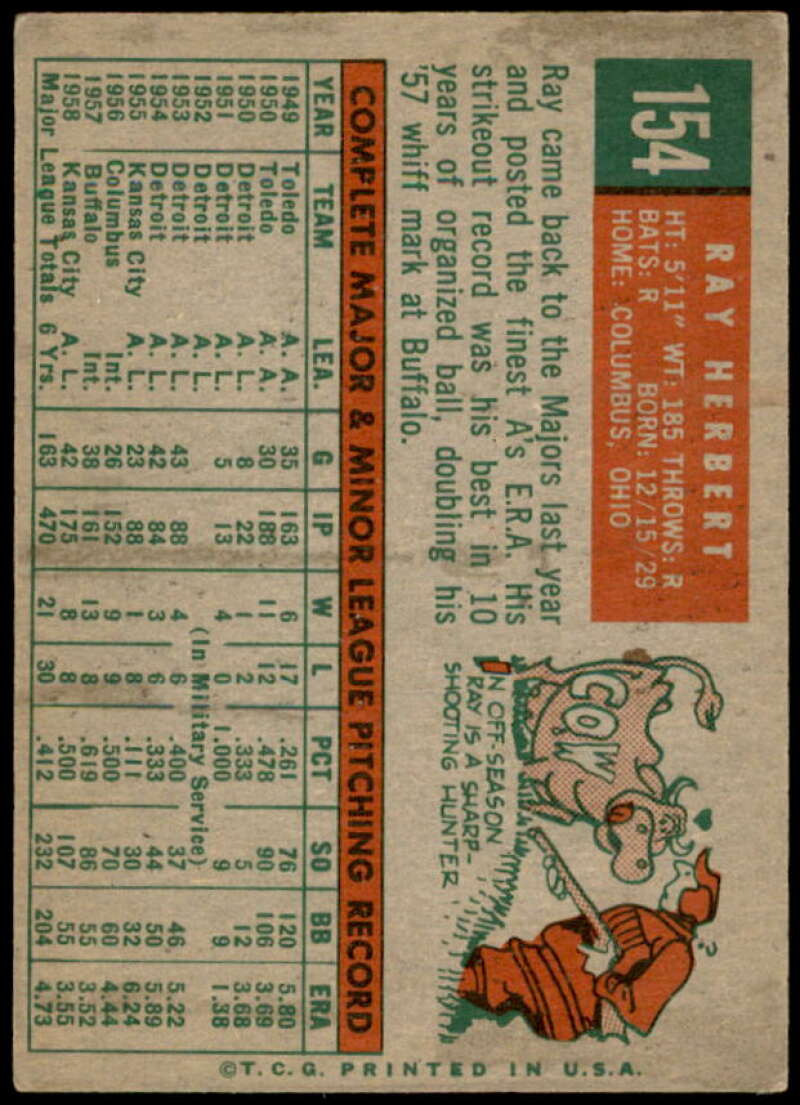 154
RAY HERBERT
HT: 5'11" WT: 185 THROWS: R
BATS: R BORN: 12/15/29
HOME: COLUMBUS, OHIO
Ray came back to the Majors last year
and posted the finest A's E.R.A. His
strikeout record was his best in 10
years of organized ball, doubling his
'57 whiff mark at Buffalo.
COW
IN OFF-SEASON
RAY IS A SHARP-
SHOOTING HUNTER
?
COMPLETE MAJOR & MINOR LEAGUE PITCHING RECORD
YEAR TEAM LEA. G IP W L PCT SO BB ERA
1949 Toledo A. A. 35 163 6 17 .261 76 120 5.80
1950 Toledo A. A. 30 188 11 12 .478 90 106 3.69
1950 Detroit A. L. 8 22 1 2 .333 5 12 3.68
1951 Detroit A. L. 5 13 4 0 1.000 9 9 1.38
1952 Detroit A. L. (In Military Service)
1953 Detroit A. L. 43 88 4 6 .400 37 46 5.22
1954 Detroit A. L. 42 84 3 6 .333 44 50 5.89
1955 Kansas City A. L. 23 88 1 8 .111 30 32 6.24
1956 Columbus Int. 26 152 9 9 .500 70 60 4.44
1957 Buffalo Int. 38 161 13 8 .619 86 55 3.52
1958 Kansas City A. L. 42 175 8 8 .500 107 55 3.55
Major League Totals 6 Yrs. 163 470 21 30 .412 232 204 4.73
©T. C. G. PRINTED IN U.S.A.